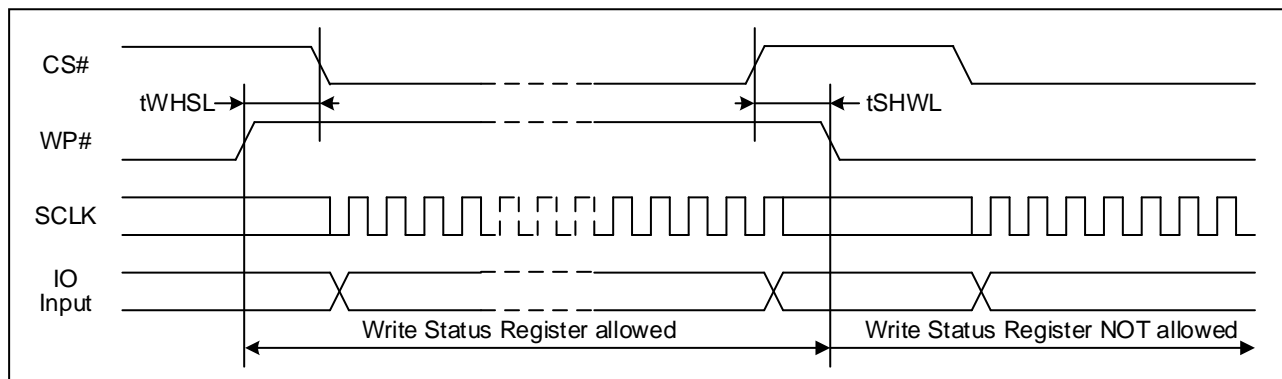 CS#
tWHSL
tSHWL
WP#
SCLK
IO
Input
Write Status Register allowed
Write Status Register NOT allowed